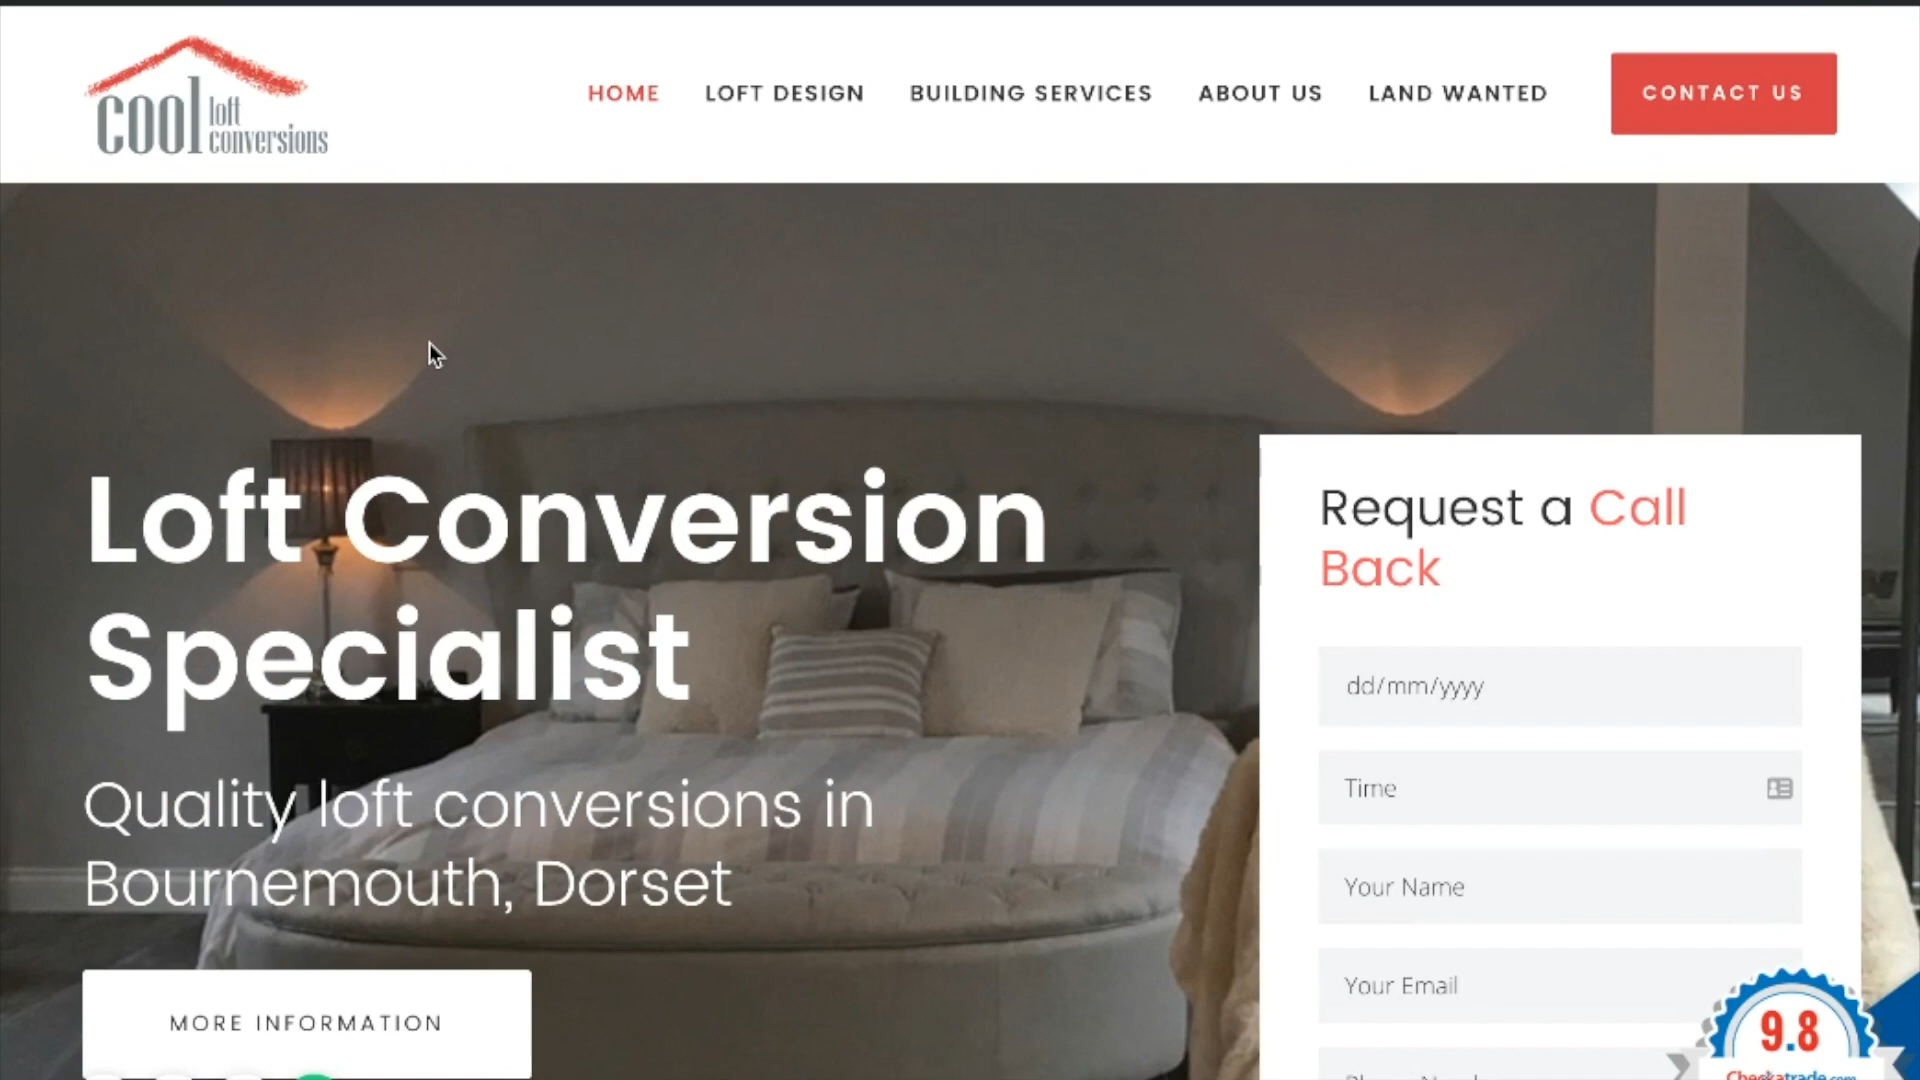 cool loft
conversions
HOME
LOFT DESIGN
BUILDING SERVICES
ABOUT US
LAND WANTED
CONTACT US
Loft Conversion
Specialist
Quality loft conversions in
Bournemouth, Dorset
MORE INFORMATION
Request a Call
Back
dd/mm/yyyy
Time
Your Name
Your Email
9.8
Checkatrade.com